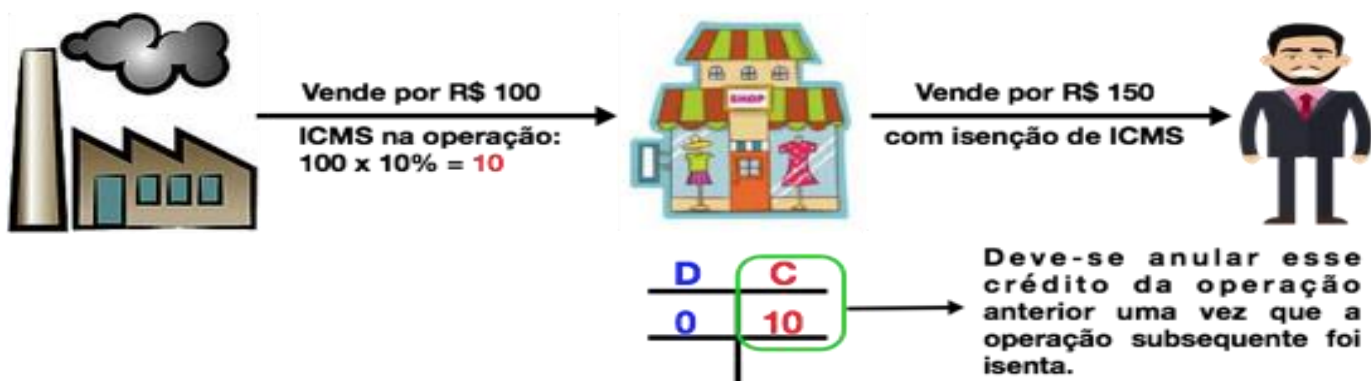 Vende por R$ 100
ICMS na operação:
100 x 10% = 10
SHOP
Vende por R$ 150
com isenção de ICMS
D C
0 10
Deve-se anular esse
crédito da operação
anterior uma vez que a
operação subsequente foi
isenta.